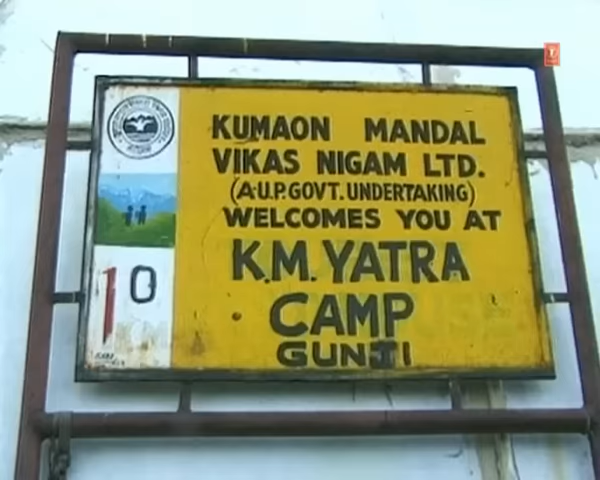 KUMAON MANDAL
VIKAS NIGAM LTD.
(A U.P. GOVT. UNDERTAKING)
WELCOMES YOU AT
K.M. YATRA
CAMP
GUNJI
10